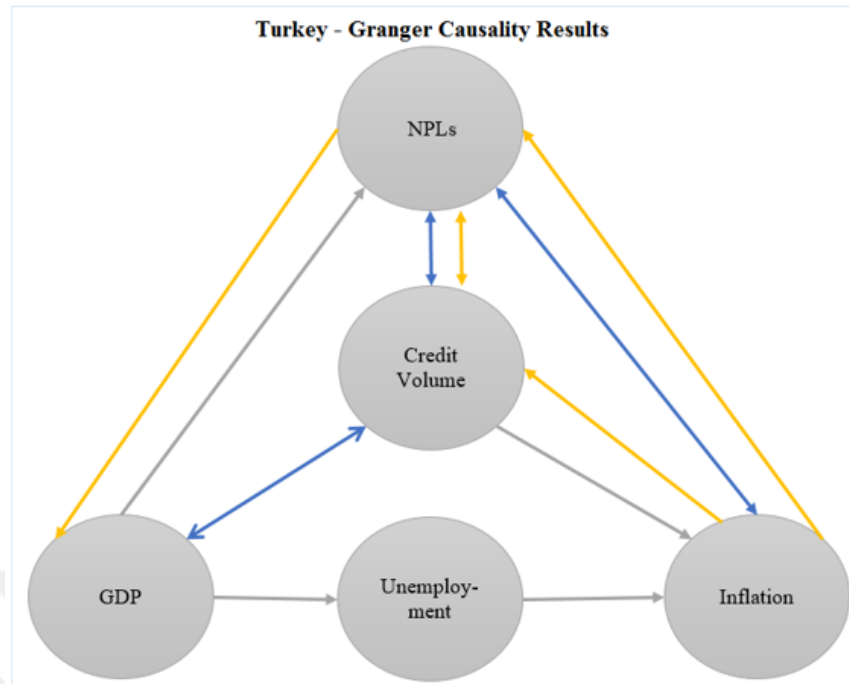 Turkey - Granger Causality Results
NPLs
Credit
Volume
GDP
Unemploy-
ment
Inflation